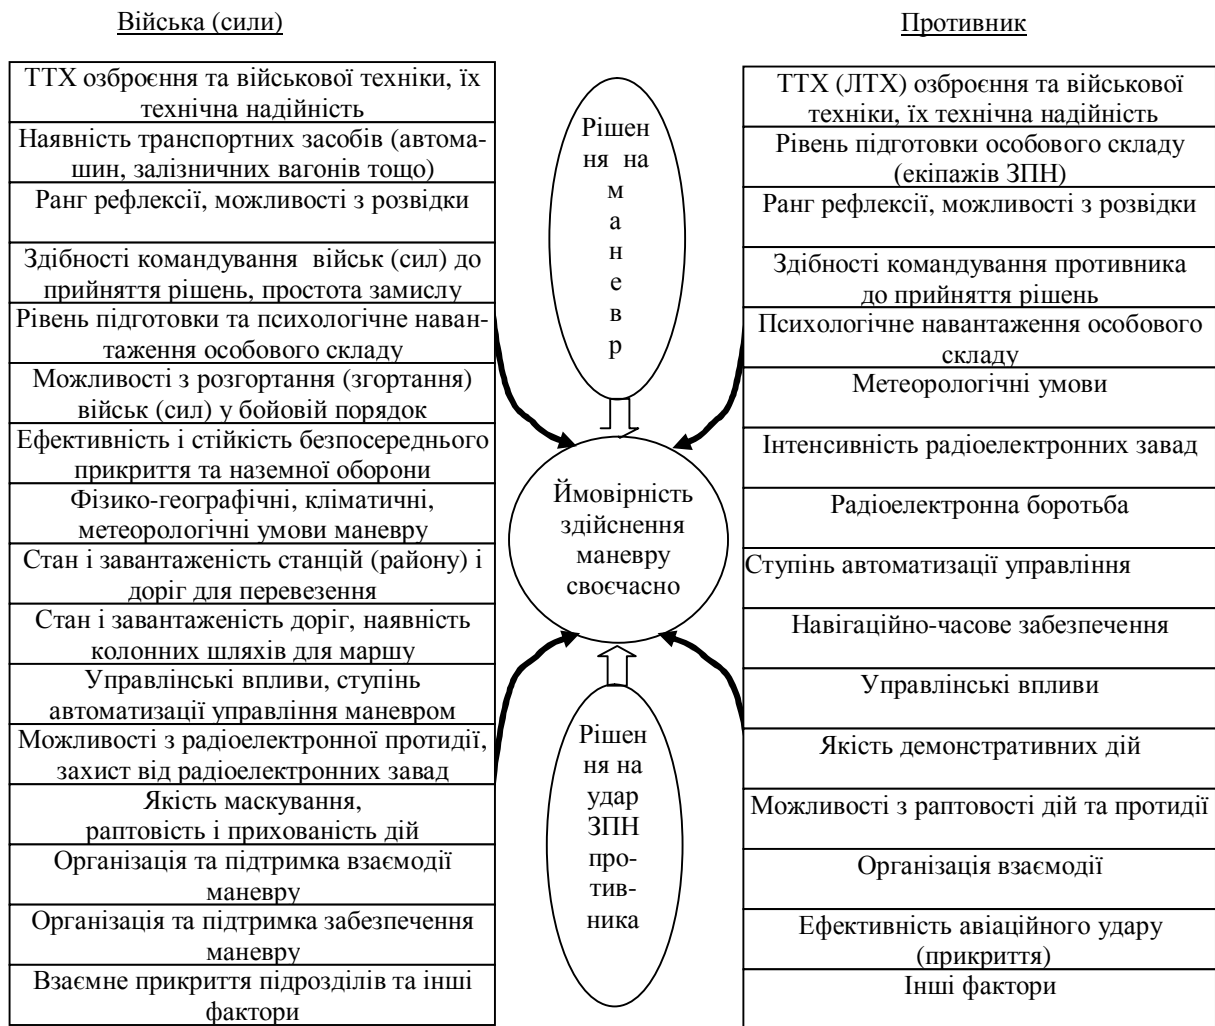 Війська (сили)
ТТХ озброєння та військової техніки, їх
технічна надійність
Наявність транспортних засобів (автома-
шин, залізничних вагонів тощо)
Ранг рефлексії, можливості з розвідки
Здібності командування військ (сил) до
прийняття рішень, простота замислу
Рівень підготовки та психологічне наван-
таження особового складу
Можливості з розгортання (згортання)
військ (сил) у бойовій порядок
Ефективність і стійкість безпосереднього
прикриття та наземної оборони
Фізико-географічні, кліматичні,
метеорологічні умови маневру
Стан і завантаженість станцій (району) і
доріг для перевезення
Стан і завантаженість доріг, наявність
колонних шляхів для маршу
Управлінські впливи, ступінь
автоматизації управління маневром
Можливості з радіоелектронної протидії,
захист від радіоелектронних завад
Якість маскування,
раптовість і прихованість дій
Організація та підтримка взаємодії
маневру
Організація та підтримка забезпечення
маневру
Взаємне прикриття підрозділів та інші
фактори
Рішен
ня на
м
а
н
е
в
р
Ймовірність
здійснення
маневру
своєчасно
Рішен
ня на
удар
ЗПН
про-
тив-
ника
Противник
ТТХ (ЛТХ) озброєння та військової
техніки, їх технічна надійність
Рівень підготовки особового складу
(екіпажів ЗПН)
Ранг рефлексії, можливості з розвідки
Здібності командування противника
до прийняття рішень
Психологічне навантаження особового
складу
Метеорологічні умови
Інтенсивність радіоелектронних завад
Радіоелектронна боротьба
Ступінь автоматизації управління
Навігаційно-часове забезпечення
Управлінські впливи
Якість демонстративних дій
Можливості з раптовості дій та протидії
Організація взаємодії
Ефективність авіаційного удару
(прикриття)
Інші фактори